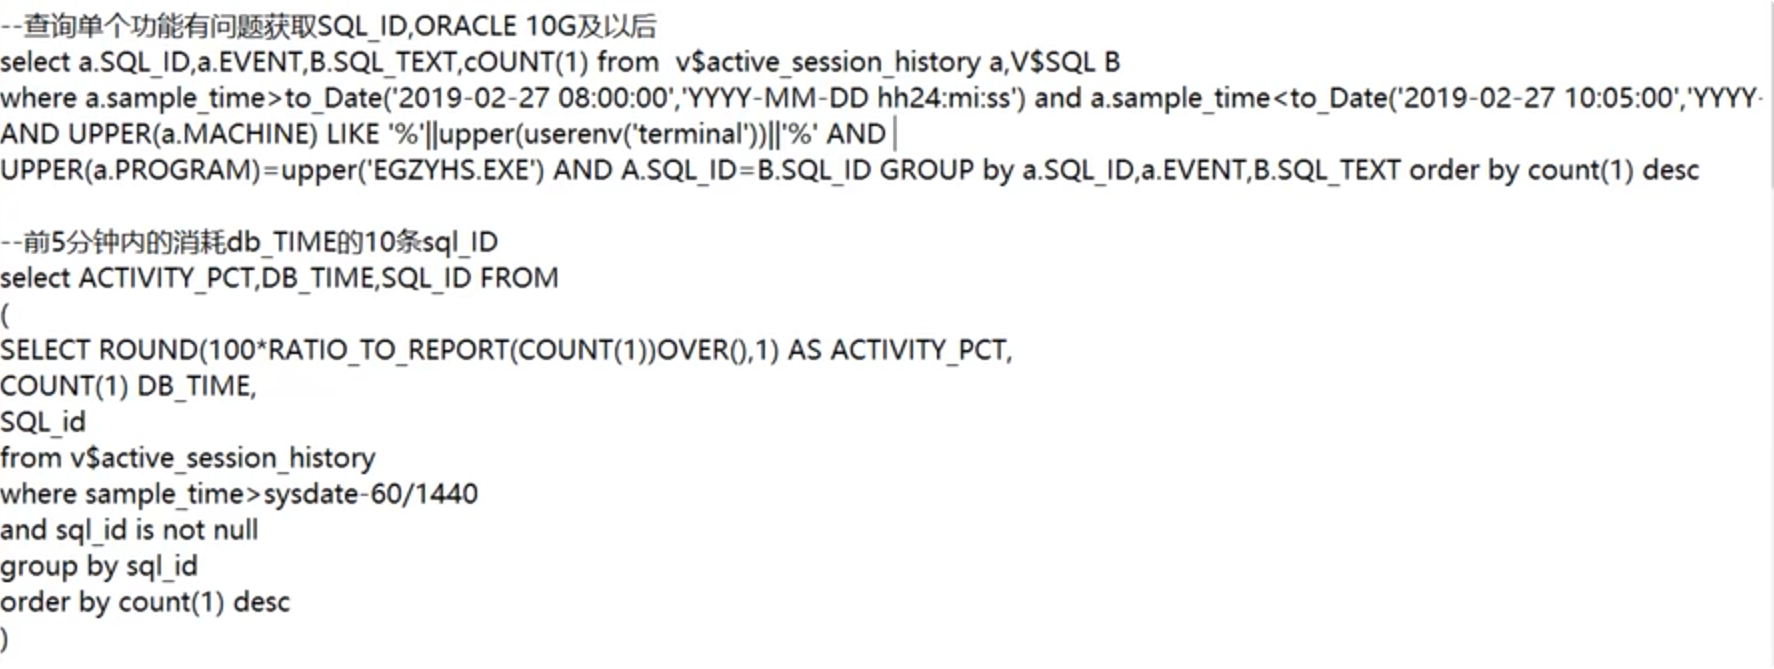 --查询单个功能有问题获取SQL_ID,ORACLE 10G及以后
select a.SQL_ID,a.EVENT,B.SQL_TEXT,cOUNT(1) from  v$active_session_history a,V$SQL B
where a.sample_time>to_Date('2019-02-27 08:00:00','YYYY-MM-DD hh24:mi:ss') and a.sample_time<to_Date('2019-02-27 10:05:00','YYYY-
AND UPPER(a.MACHINE) LIKE '%'||upper(userenv('terminal'))||'%' AND
UPPER(a.PROGRAM)=upper('EGZYHS.EXE') AND A.SQL_ID=B.SQL_ID GROUP by a.SQL_ID,a.EVENT,B.SQL_TEXT order by count(1) desc
--前5分钟内的消耗db_TIME的10条sql_ID
select ACTIVITY_PCT,DB_TIME,SQL_ID FROM
(
SELECT ROUND(100*RATIO_TO_REPORT(COUNT(1))OVER(),1) AS ACTIVITY_PCT,
COUNT(1) DB_TIME,
SQL_id
from v$active_session_history
where sample_time>sysdate-60/1440
and sql_id is not null
group by sql_id
order by count(1) desc
)